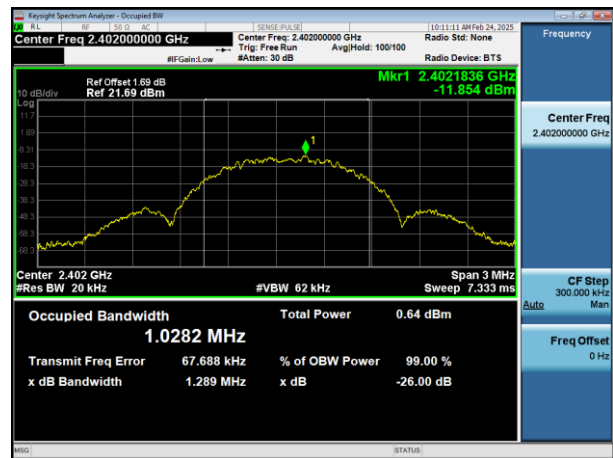 Keysight Spectrum Analyzer - Occupied BW
RL RF 50 Ω AC SENSE:PULSE 10:11:11 AM Feb 24, 2025
Center Freq 2.402000000 GHz
Center Freq: 2.402000000 GHz
Radio Std: None
Trig: Free Run Avg|Hold: 100/100
#IFGain:Low #Atten: 30 dB Radio Device: BTS
Frequency
Ref Offset 1.69 dB
10 dB/div Ref 21.69 dBm
Mkr1 2.4021836 GHz
-11.854 dBm
Log
11.7
1.69
-8.31
-18.3
-28.3
-38.3
-48.3
-58.3
-68.3
1
Center 2.402 GHz Span 3 MHz
#Res BW 20 kHz #VBW 62 kHz Sweep 7.333 ms
Occupied Bandwidth Total Power 0.64 dBm
1.0282 MHz
Transmit Freq Error 67.688 kHz % of OBW Power 99.00 %
x dB Bandwidth 1.289 MHz x dB -26.00 dB
Center Freq
2.402000000 GHz
CF Step
300.000 kHz
Auto Man
Freq Offset
0 Hz
MSG STATUS